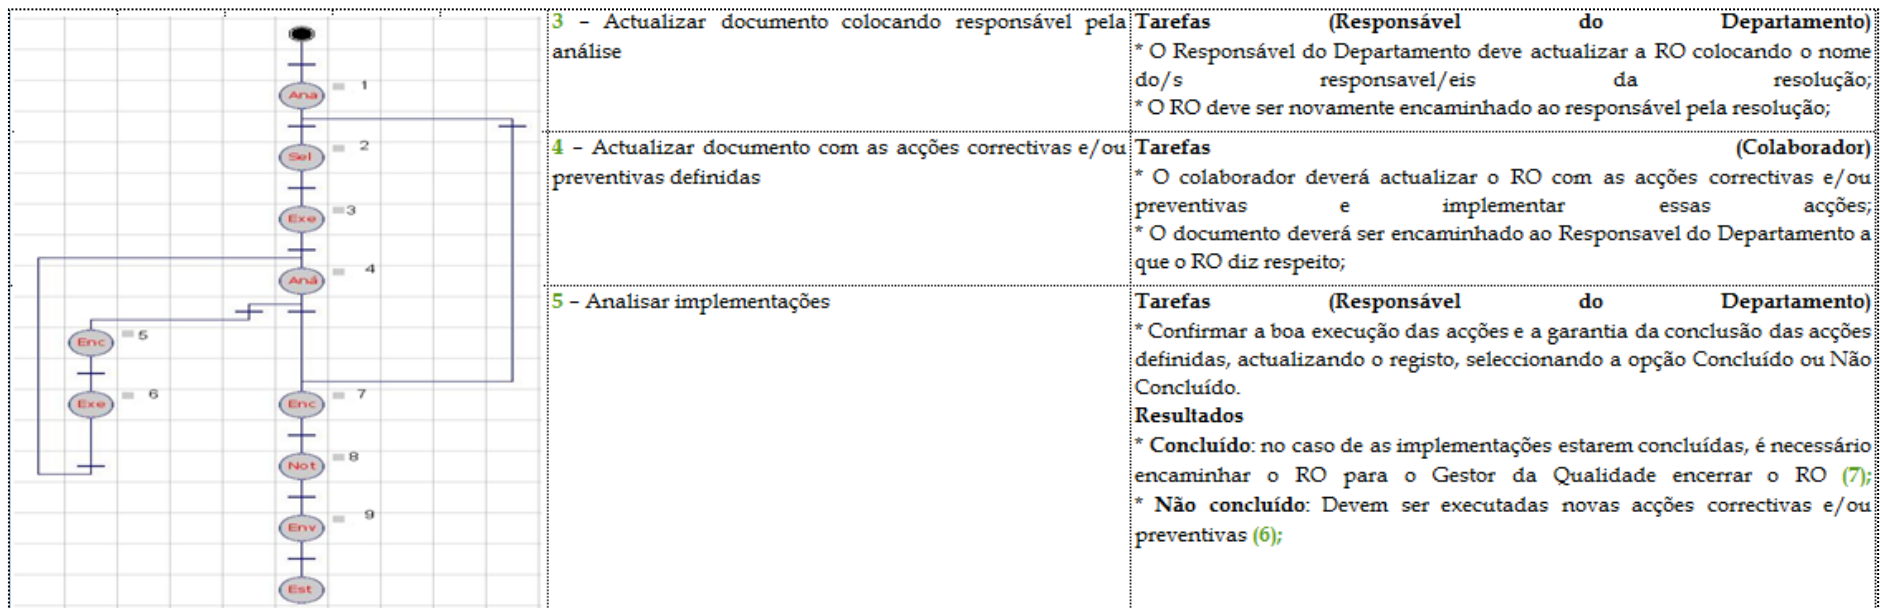 Ana
1
Sel
2
Exe
3
Aná
4
Enc
5
Exe
6
Enc
7
Not
8
Env
9
Est
3 – Actualizar documento colocando responsável pela
análise
Tarefas (Responsável do Departamento)
* O Responsável do Departamento deve actualizar a RO colocando o nome
do/s responsavel/eis da resolução;
* O RO deve ser novamente encaminhado ao responsável pela resolução;
4 – Actualizar documento com as acções correctivas e/ou
preventivas definidas
Tarefas (Colaborador)
* O colaborador deverá actualizar o RO com as acções correctivas e/ou
preventivas e implementar essas acções;
* O documento deverá ser encaminhado ao Responsavel do Departamento a
que o RO diz respeito;
5 – Analisar implementações
Tarefas (Responsável do Departamento)
* Confirmar a boa execução das acções e a garantia da conclusão das acções
definidas, actualizando o registo, seleccionando a opção Concluído ou Não
Concluído.
Resultados
* Concluído: no caso de as implementações estarem concluídas, é necessário
encaminhar o RO para o Gestor da Qualidade encerrar o RO (7);
* Não concluído: Devem ser executadas novas acções correctivas e/ou
preventivas (6);